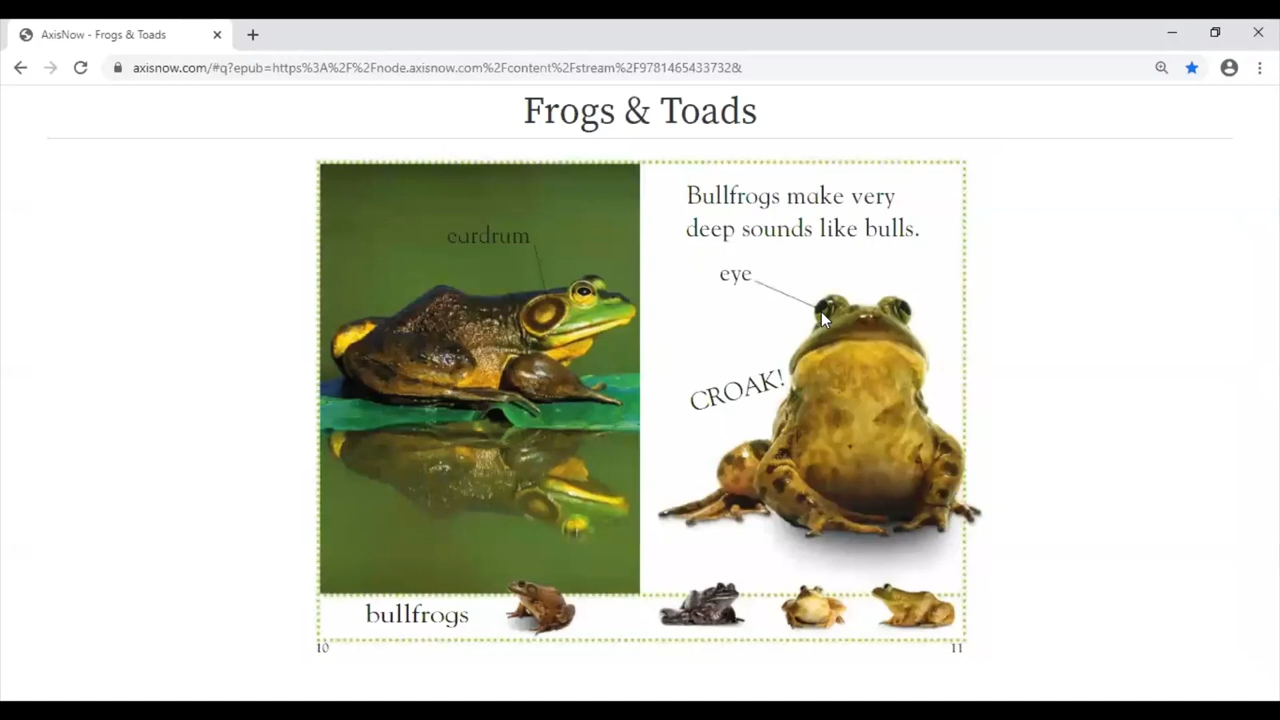 AxisNow - Frogs & Toads
axisnow.com/#q?epub=https%3A%2F%2Fnode.axisnow.com%2Fcontent%2Fstream%2F9781465433732&
Frogs & Toads
eardrum
Bullfrogs make very
deep sounds like bulls.
eye
CROAK!
bullfrogs
10
11